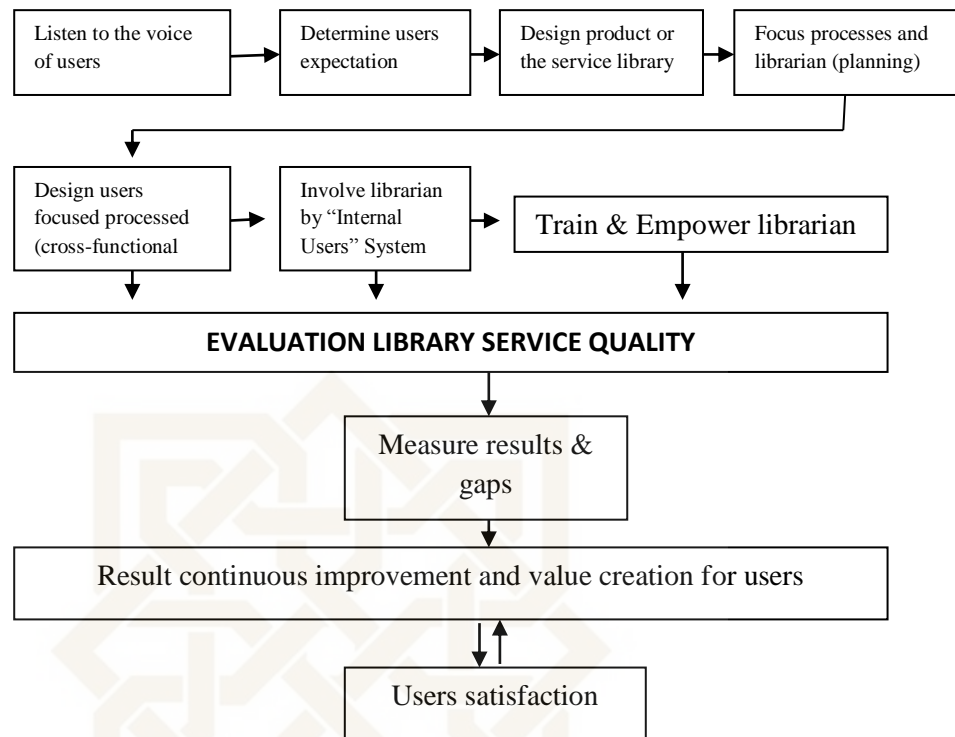 Listen to the voice
of users
Determine users
expectation
Design product or
the service library
Focus processes and
librarian (planning)
Design users
focused processed
(cross-functional
Involve librarian
by “Internal
Users” System
Train & Empower librarian
EVALUATION LIBRARY SERVICE QUALITY
Measure results &
gaps
Result continuous improvement and value creation for users
Users satisfaction